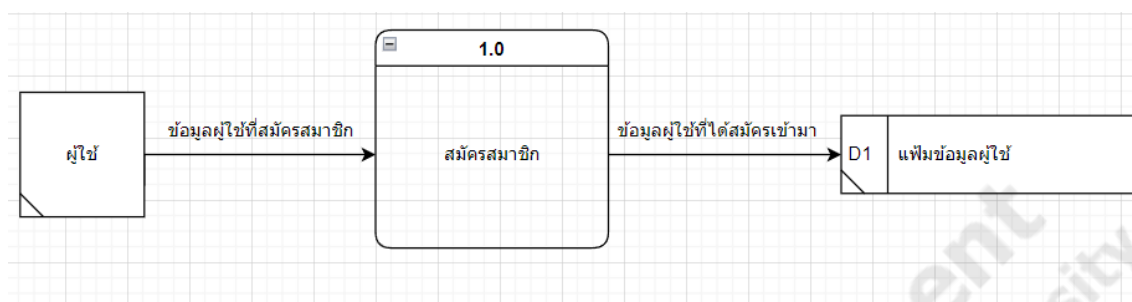 1.0
ข้อมูลผู้ใช้ที่สมัครสมาชิก
ข้อมูลผู้ใช้ที่ได้สมัครเข้ามา
ผู้ใช้
สมัครสมาชิก
D1
แฟ้มข้อมูลผู้ใช้